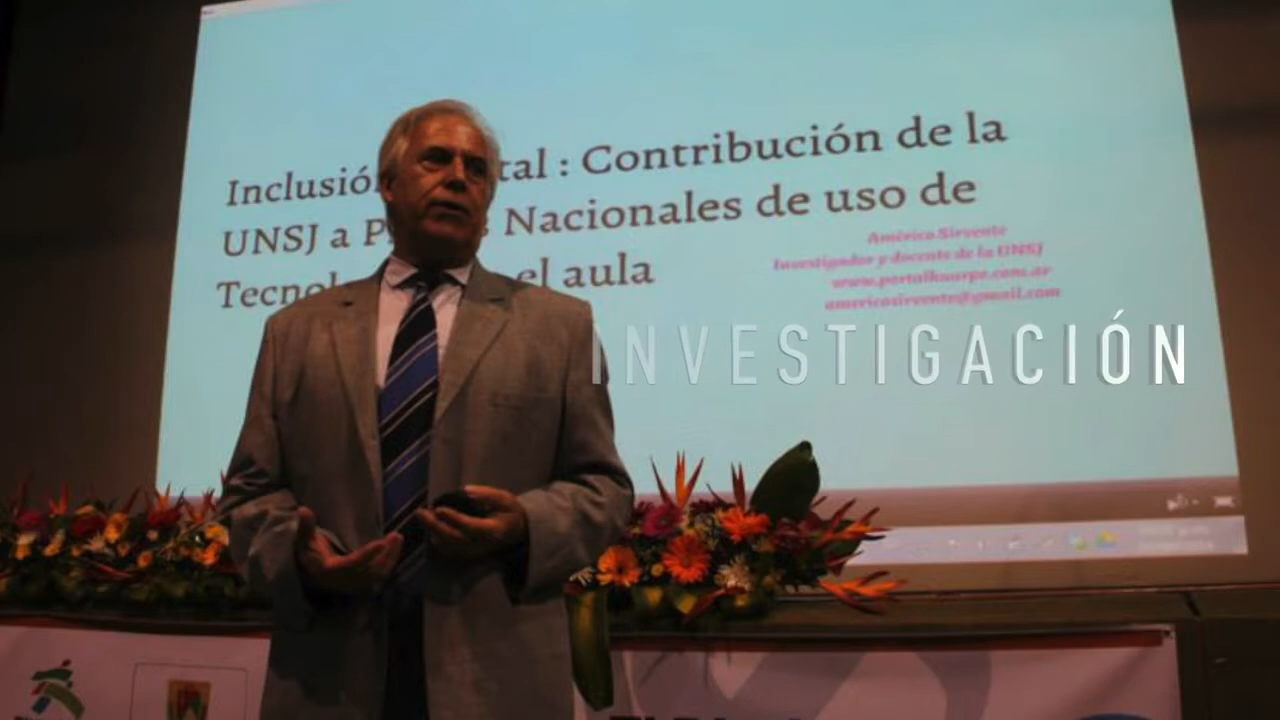 Inclusió tal : Contribución de la
UNSJ a P Nacionales de uso de
Tecnol el aula
Américo Sirvente
Investigador y docente de la UNSJ
www.portalhuarpe.com.ar
americosirvente@gmail.com
INVESTIGACIÓN